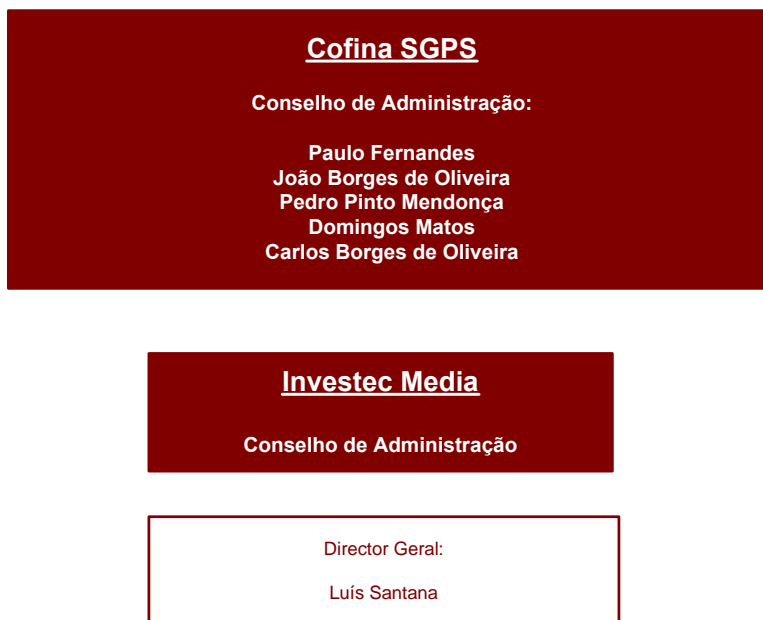 Cofina SGPS
Conselho de Administração:
Paulo Fernandes
João Borges de Oliveira
Pedro Pinto Mendonça
Domingos Matos
Carlos Borges de Oliveira
Investec Media
Conselho de Administração
Director Geral:
Luís Santana